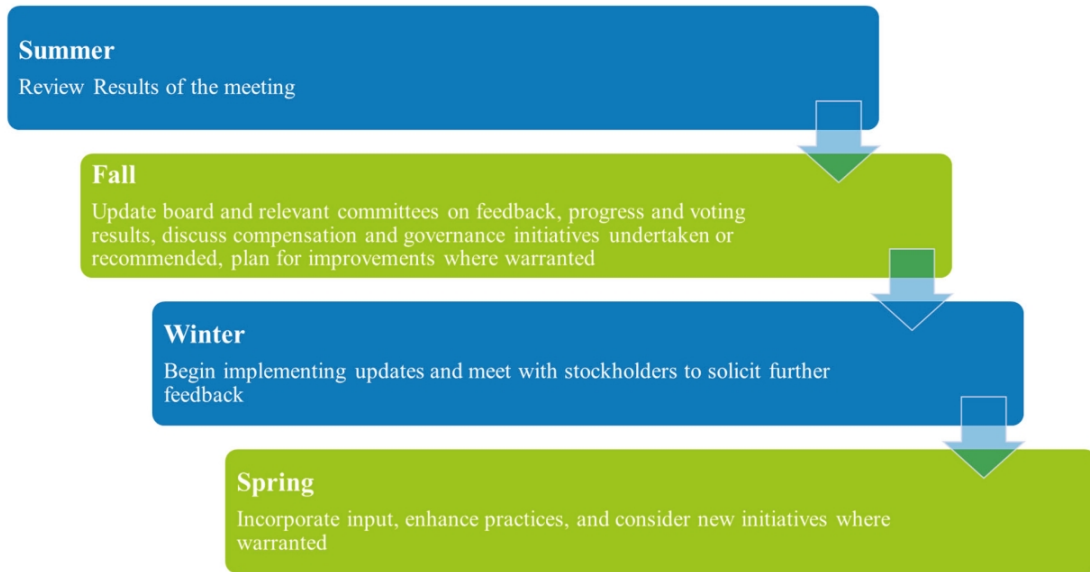 Summer
Review Results of the meeting
Fall
Update board and relevant committees on feedback, progress and voting
results, discuss compensation and governance initiatives undertaken or
recommended, plan for improvements where warranted
Winter
Begin implementing updates and meet with stockholders to solicit further
feedback
Spring
Incorporate input, enhance practices, and consider new initiatives where
warranted